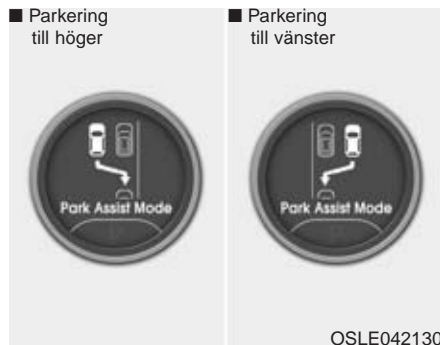 ■ Parkering
till höger
■ Parkering
till vänster
Park Assist Mode
Park Assist Mode
OSLE042130